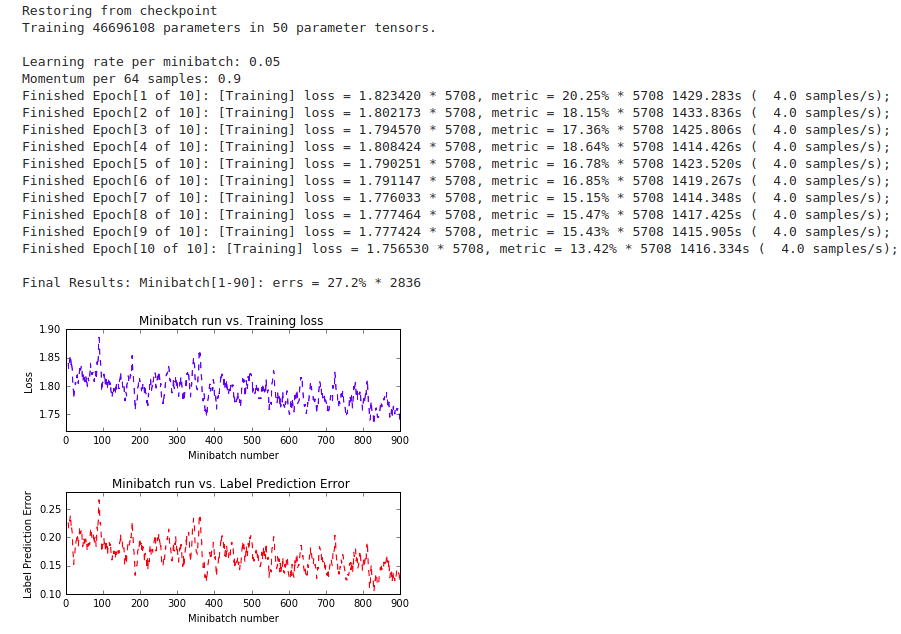 Restoring from checkpoint
Training 46696108 parameters in 50 parameter tensors.
Learning rate per minibatch: 0.05
Momentum per 64 samples: 0.9
Finished Epoch[1 of 10]: [Training] loss = 1.823420 * 5708, metric = 20.25% * 5708 1429.283s (  4.0 samples/s);
Finished Epoch[2 of 10]: [Training] loss = 1.802173 * 5708, metric = 18.15% * 5708 1433.836s (  4.0 samples/s);
Finished Epoch[3 of 10]: [Training] loss = 1.794570 * 5708, metric = 17.36% * 5708 1425.806s (  4.0 samples/s);
Finished Epoch[4 of 10]: [Training] loss = 1.808424 * 5708, metric = 18.64% * 5708 1414.426s (  4.0 samples/s);
Finished Epoch[5 of 10]: [Training] loss = 1.790251 * 5708, metric = 16.78% * 5708 1423.520s (  4.0 samples/s);
Finished Epoch[6 of 10]: [Training] loss = 1.791147 * 5708, metric = 16.85% * 5708 1419.267s (  4.0 samples/s);
Finished Epoch[7 of 10]: [Training] loss = 1.776033 * 5708, metric = 15.15% * 5708 1414.348s (  4.0 samples/s);
Finished Epoch[8 of 10]: [Training] loss = 1.777464 * 5708, metric = 15.47% * 5708 1417.425s (  4.0 samples/s);
Finished Epoch[9 of 10]: [Training] loss = 1.777424 * 5708, metric = 15.43% * 5708 1415.905s (  4.0 samples/s);
Finished Epoch[10 of 10]: [Training] loss = 1.756530 * 5708, metric = 13.42% * 5708 1416.334s (  4.0 samples/s);
Final Results: Minibatch[1-90]: errs = 27.2% * 2836
Minibatch run vs. Training loss
Loss
1.90
1.85
1.80
1.75
0 100 200 300 400 500 600 700 800 900
Minibatch number
Minibatch run vs. Label Prediction Error
Label Prediction Error
0.25
0.20
0.15
0.10
0 100 200 300 400 500 600 700 800 900
Minibatch number